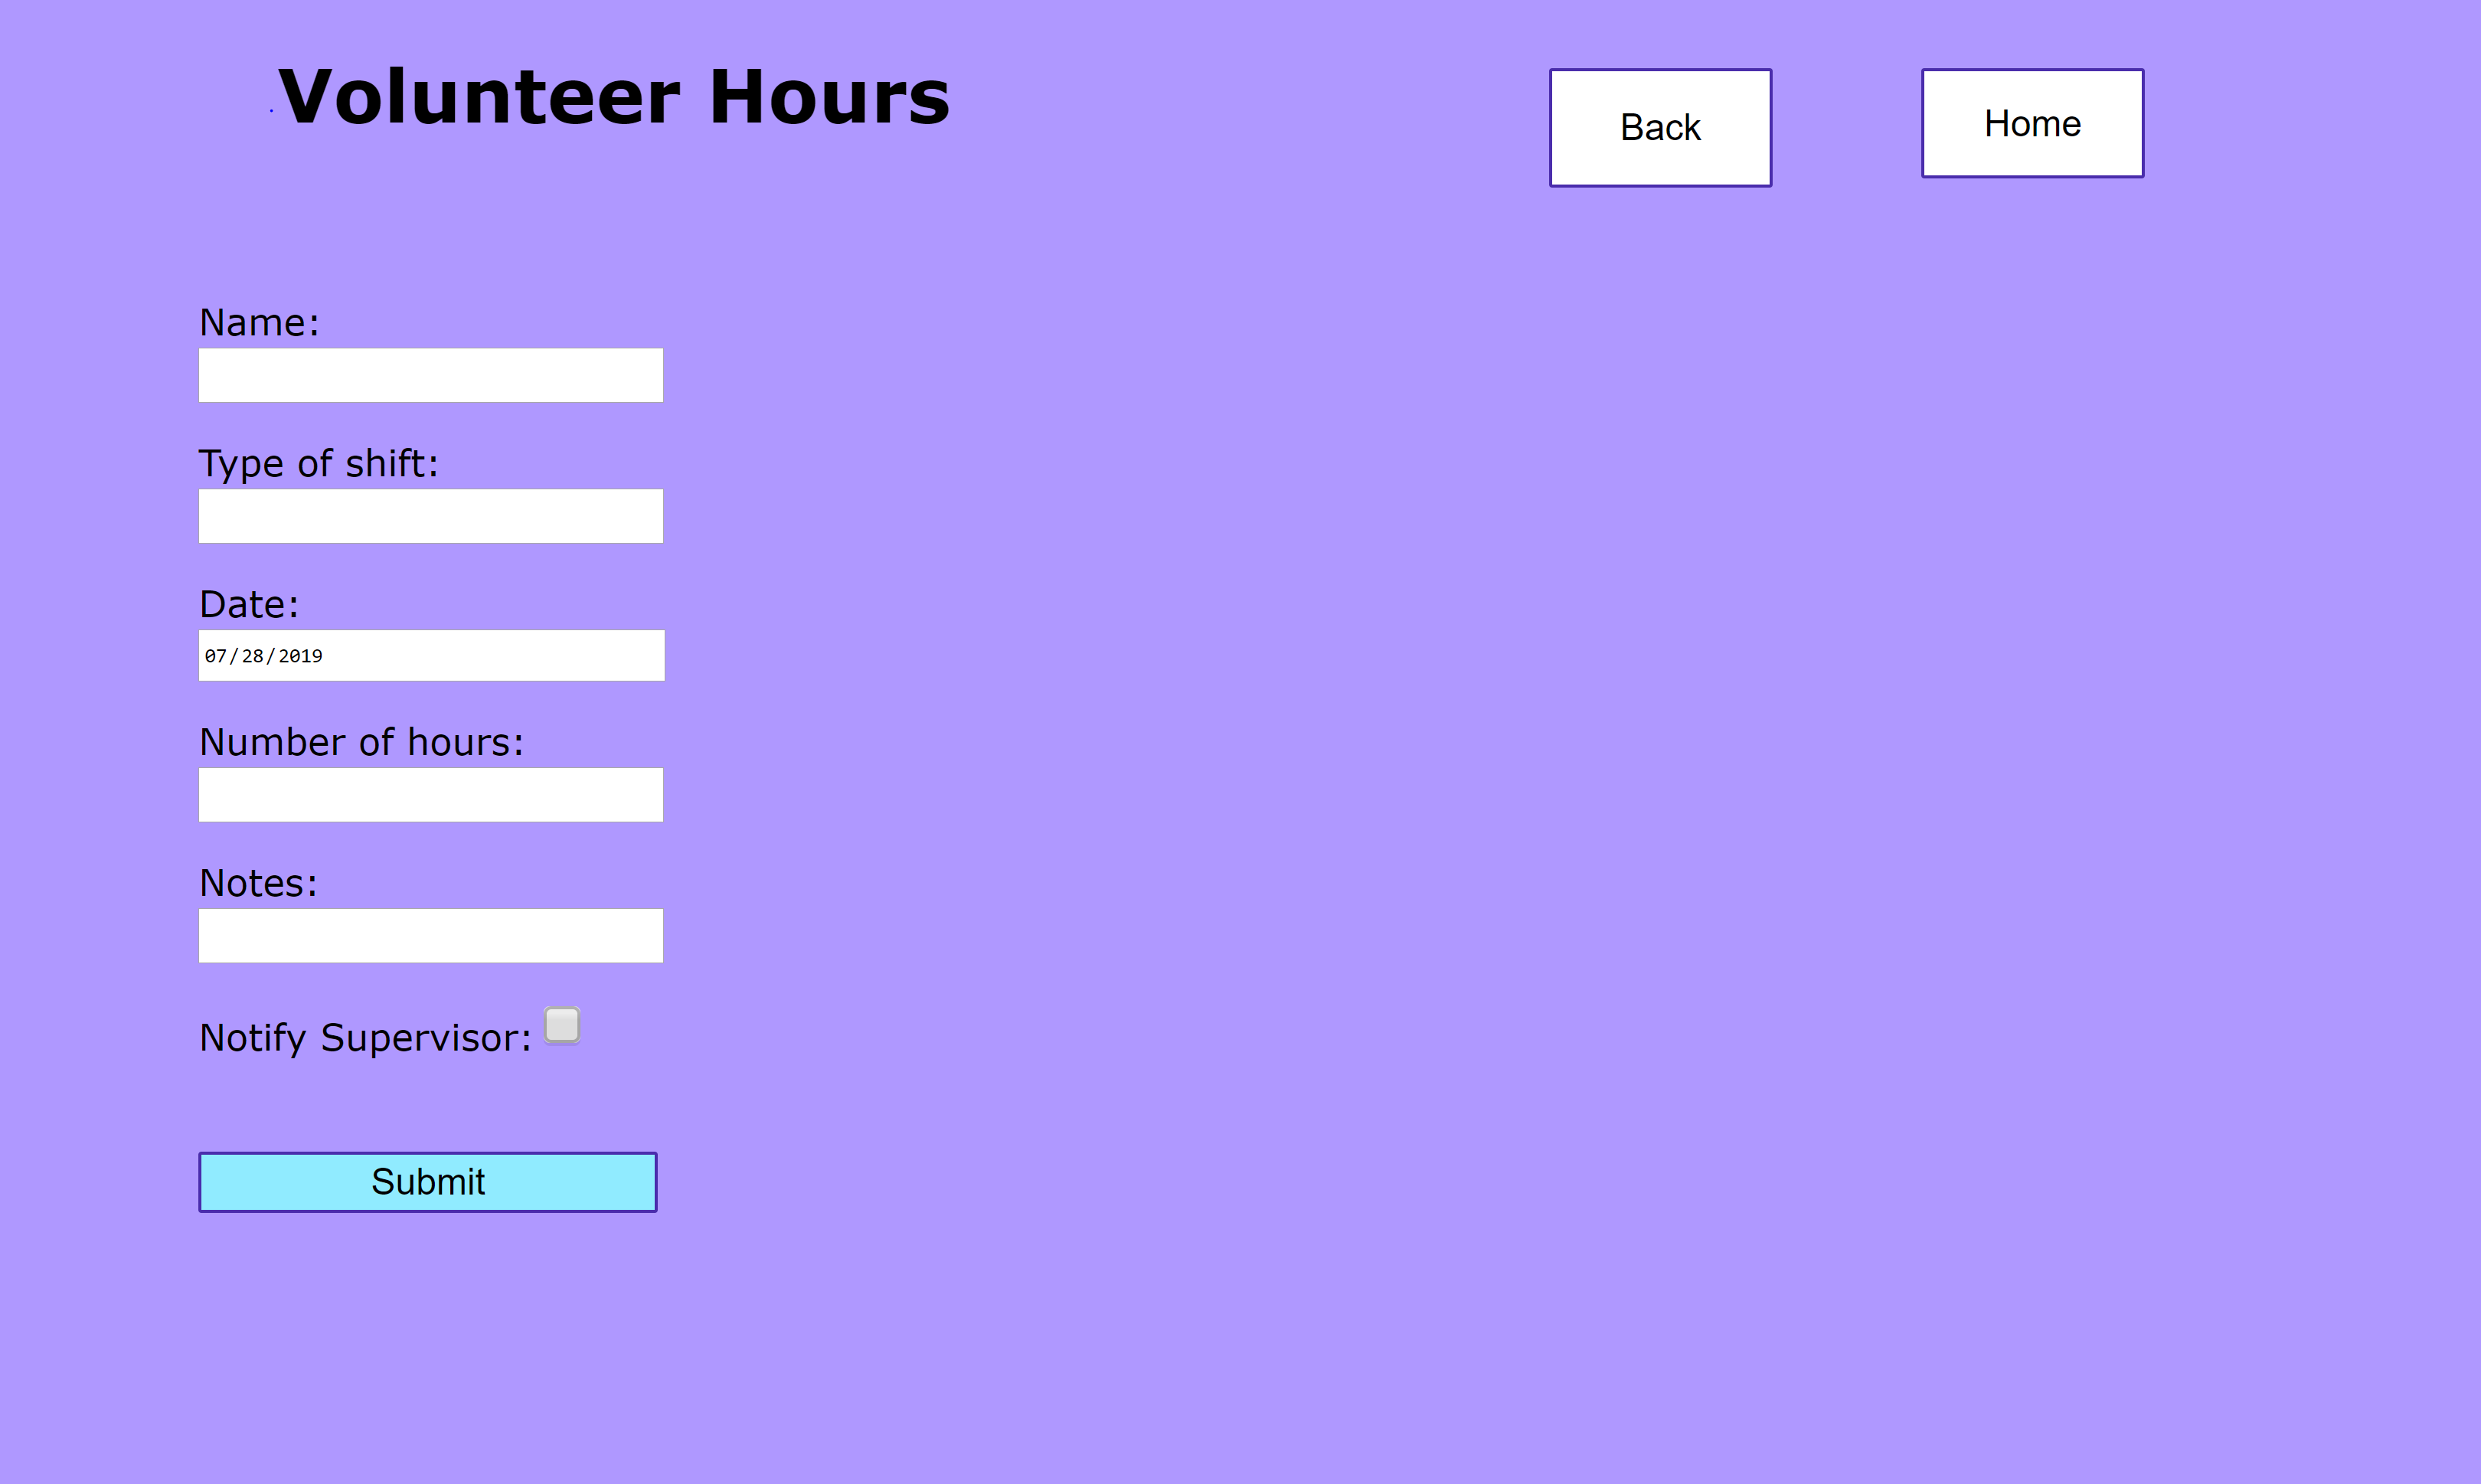 Volunteer Hours
Back
Home
Name:
Type of shift:
Date:
07/28/2019
Number of hours:
Notes:
Notify Supervisor:
Submit